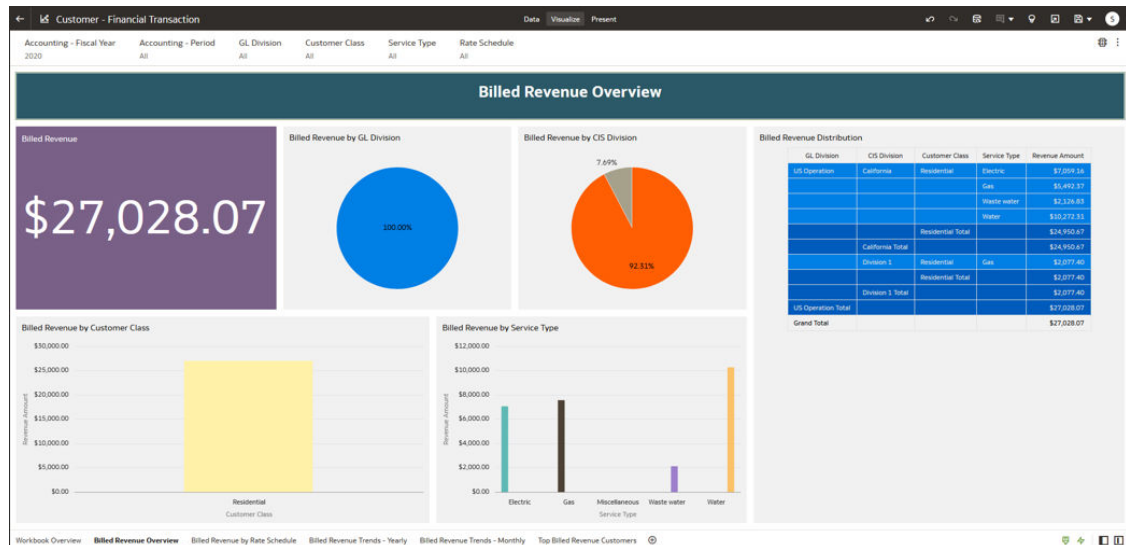 Customer - Financial Transaction
Data Visualize Present
S
Accounting - Fiscal Year Accounting - Period GL Division Customer Class Service Type Rate Schedule
2020 All All All All All
Billed Revenue Overview
Billed Revenue
$27,028.07
Billed Revenue by GL Division
100.00%
Billed Revenue by CIS Division
7.69%
92.31%
Billed Revenue Distribution
GL Division CIS Division Customer Class Service Type Revenue Amount
US Operation California Residential Electric $7,059.16
Gas $5,492.37
Waste water $2,126.83
Water $10,272.31
Residential Total $24,950.67
California Total $24,950.67
Division 1 Residential Gas $2,077.40
Residential Total $2,077.40
Division 1 Total $2,077.40
US Operation Total $27,028.07
Grand Total $27,028.07
Billed Revenue by Customer Class
$30,000.00
$25,000.00
$20,000.00
$15,000.00
$10,000.00
$5,000.00
$0.00
Revenue Amount
Residential
Customer Class
Billed Revenue by Service Type
$12,000.00
$10,000.00
$8,000.00
$6,000.00
$4,000.00
$2,000.00
$0.00
Revenue Amount
Electric Gas Miscellaneous Waste water Water
Service Type
Workbook Overview Billed Revenue Overview Billed Revenue by Rate Schedule Billed Revenue Trends - Yearly Billed Revenue Trends - Monthly Top Billed Revenue Customers